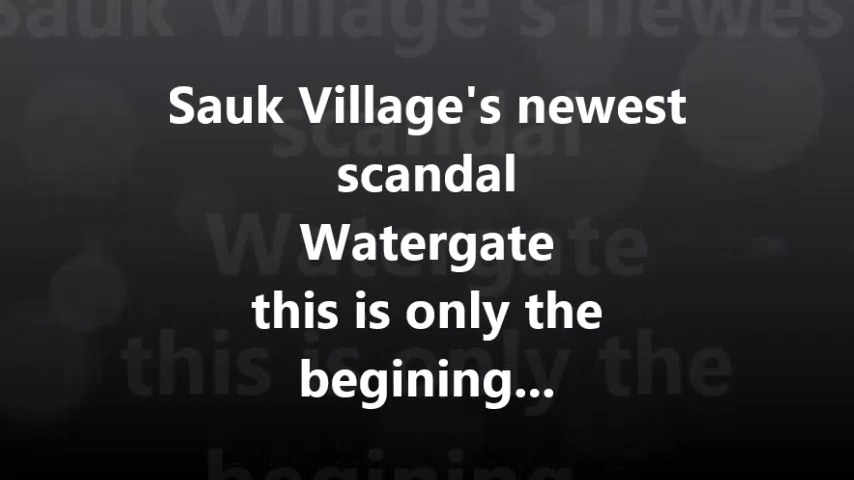 Sauk Village's newest
scandal
Watergate
this is only the
begining...